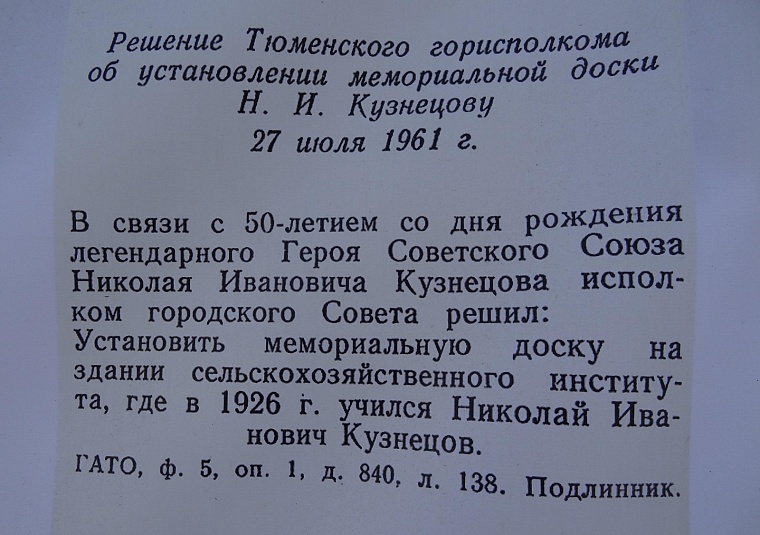 Решение Тюменского горисполкома
об установлении мемориальной доски
Н. И. Кузнецову
27 июля 1961 г.
В связи с 50-летием со дня рождения
легендарного Героя Советского Союза
Николая Ивановича Кузнецова испол-
ком городского Совета решил:
Установить мемориальную доску на
здании сельскохозяйственного институ-
та, где в 1926 г. учился Николай Ива-
нович Кузнецов.
ГАТО, ф. 5, оп. 1, д. 840, л. 138. Подлинник.